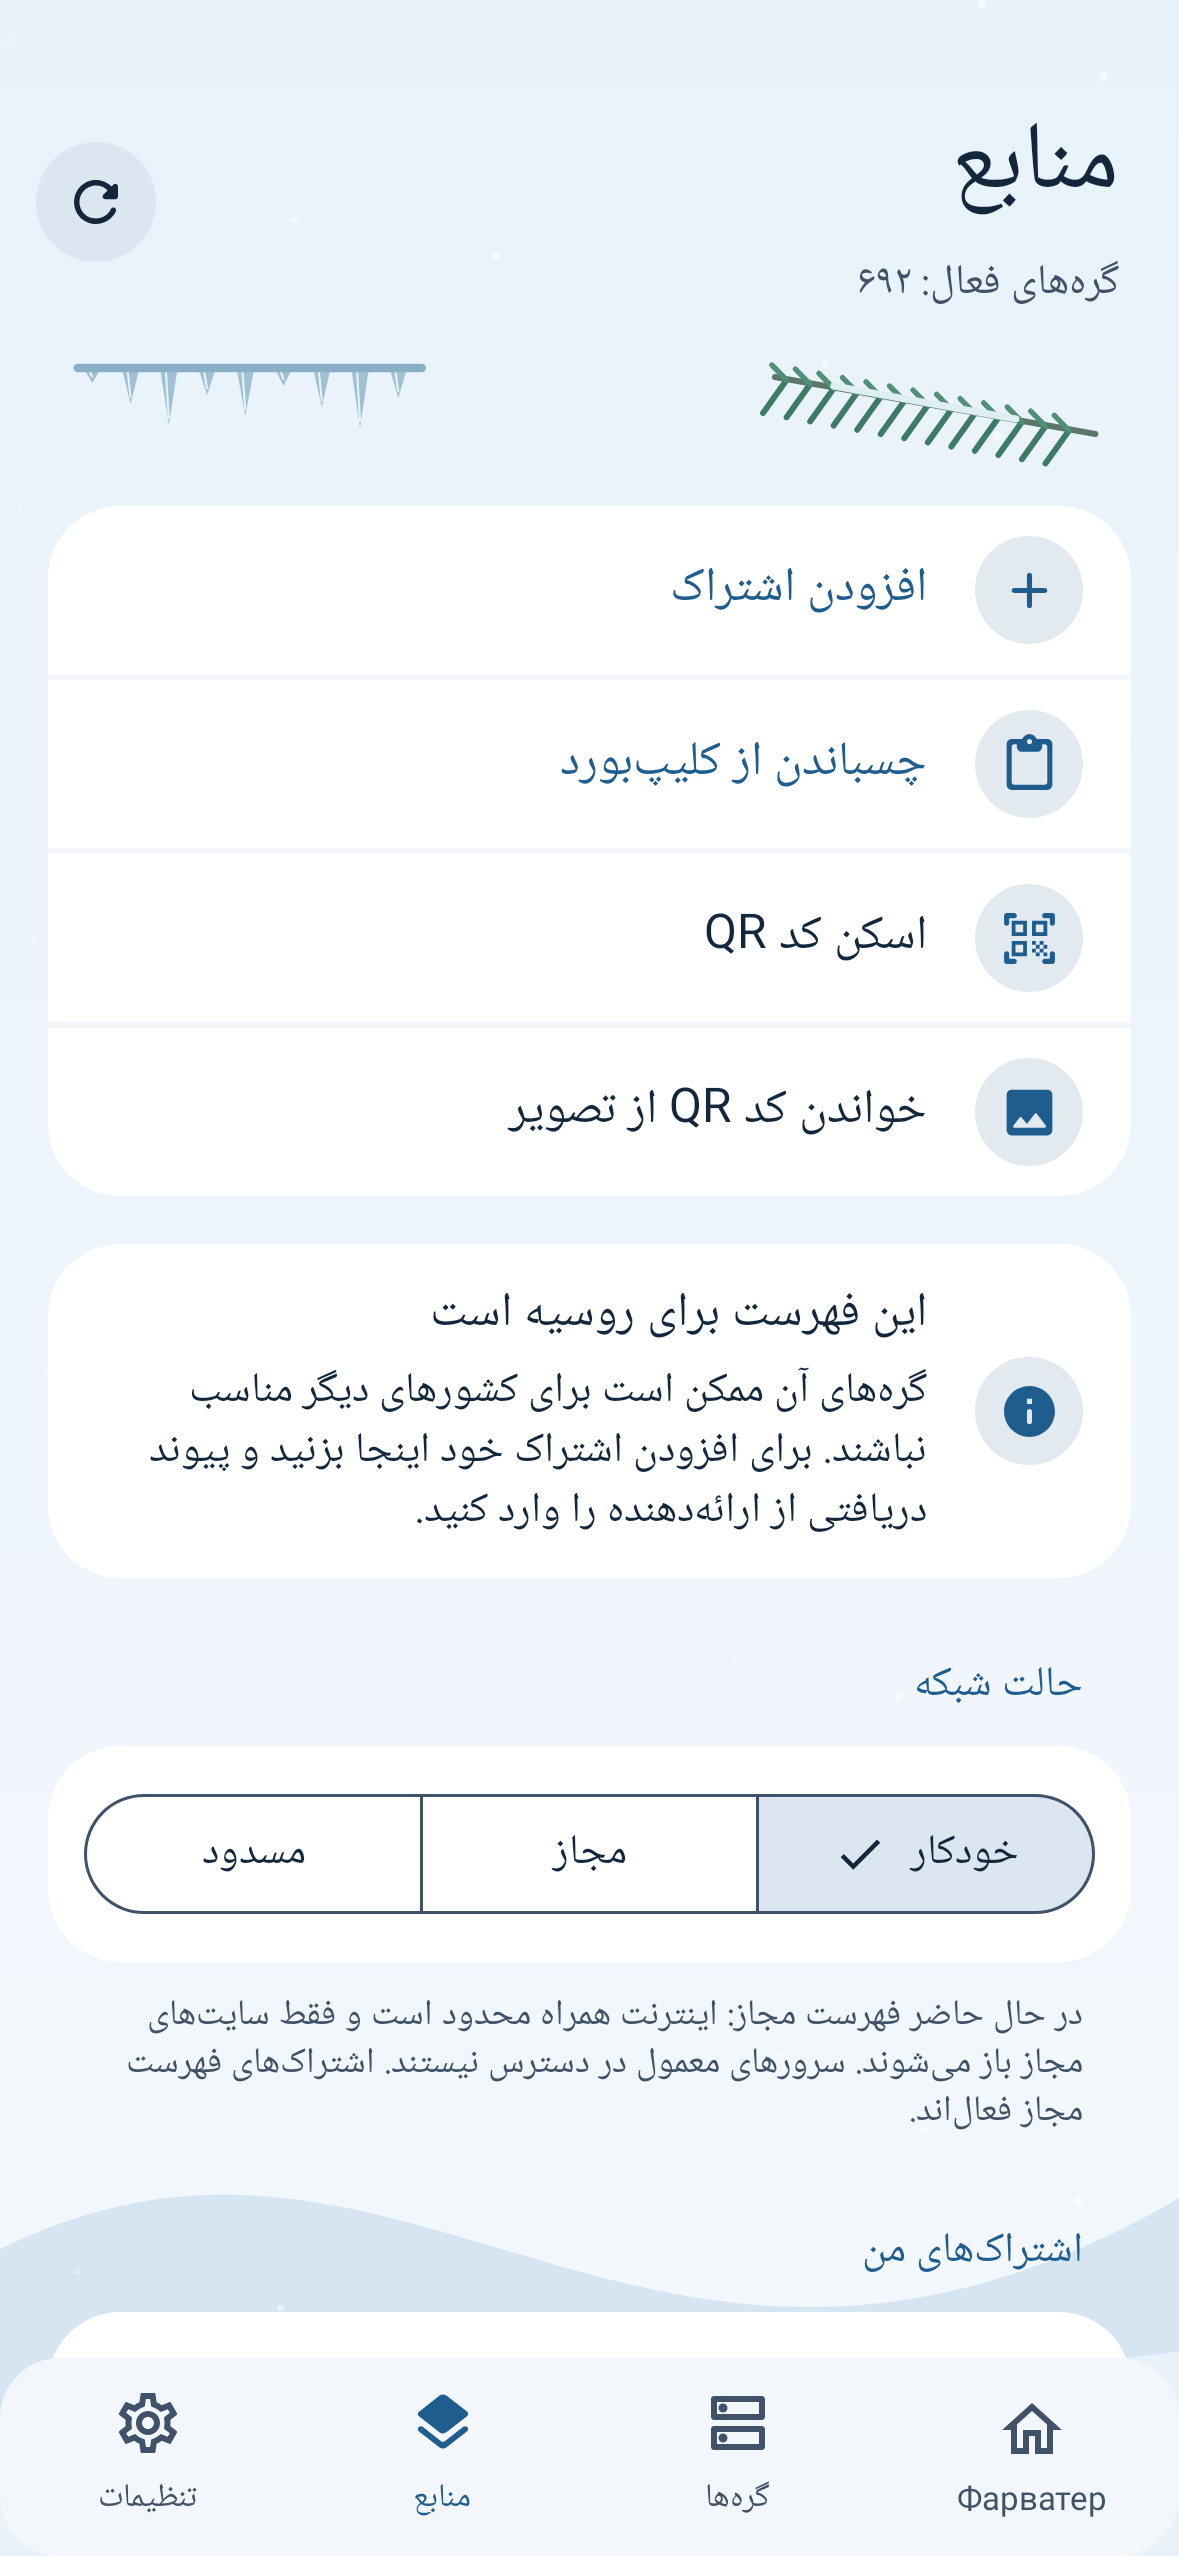 منابع
گره‌های فعال: ۶۹۲
افزودن اشتراک
چسباندن از کلیپ‌بورد
اسکن کد QR
خواندن کد QR از تصویر
این فهرست برای روسیه است
گره‌های آن ممکن است برای کشورهای دیگر مناسب
نباشند. برای افزودن اشتراک خود اینجا بزنید و پیوند
دریافتی از ارائه‌دهنده را وارد کنید.
حالت شبکه
خودکار
مجاز
مسدود
در حال حاضر فهرست مجاز: اینترنت همراه محدود است و فقط سایت‌های
مجاز باز می‌شوند. سرورهای معمول در دسترس نیستند. اشتراک‌های فهرست
مجاز فعال‌اند.
اشتراک‌های من
Фарватер
گره‌ها
منابع
تنظیمات